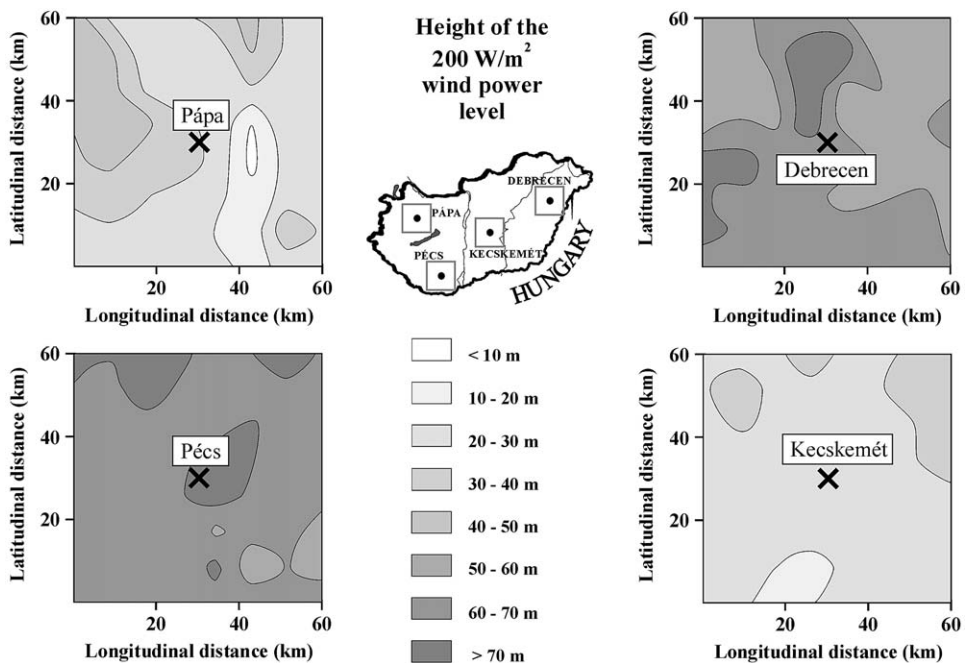 Height of the
200 W/m²
wind power
level
60
40
20
Latitudinal distance (km)
Pápa
20
40
60
Longitudinal distance (km)
60
40
20
Latitudinal distance (km)
Debrecen
20
40
60
Longitudinal distance (km)
DEBRECEN
PÁPA
PÉCS
KECSKEMÉT
HUNGARY
60
40
20
Latitudinal distance (km)
Pécs
20
40
60
Longitudinal distance (km)
< 10 m
10 - 20 m
20 - 30 m
30 - 40 m
40 - 50 m
50 - 60 m
60 - 70 m
> 70 m
60
40
20
Latitudinal distance (km)
Kecskemét
20
40
60
Longitudinal distance (km)